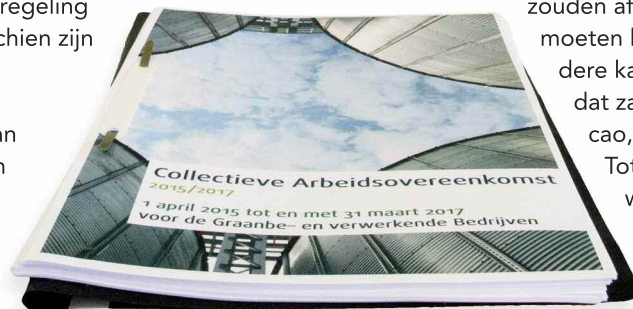 regeling
chien zijn
an
n
Collectieve Arbeidsovereenkomst
2015/2017
1 april 2015 tot en met 31 maart 2017
voor de Graanbe- en verwerkende Bedrijven
zouden af
moeten
dere ka
dat za
cao,
Tot
w